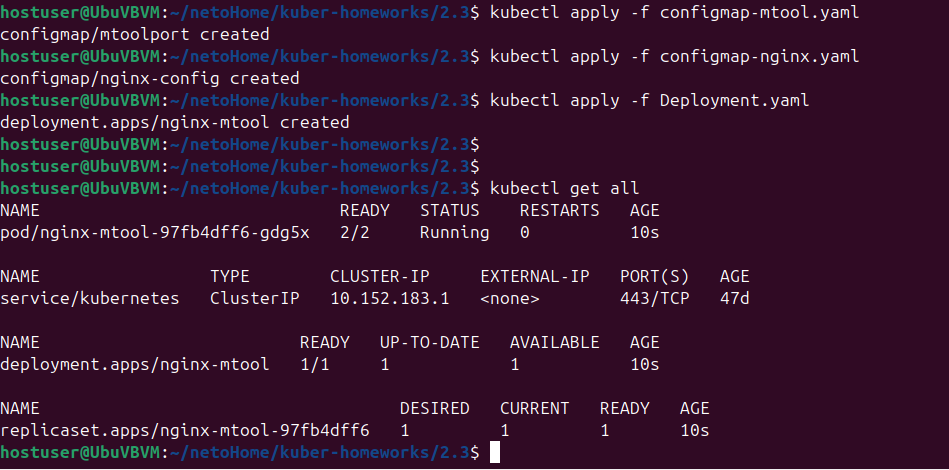 hostuser@UbuVBVM:~/netoHome/kuber-homeworks/2.3$ kubectl apply -f configmap-mtool.yaml
configmap/mtoolport created
hostuser@UbuVBVM:~/netoHome/kuber-homeworks/2.3$ kubectl apply -f configmap-nginx.yaml
configmap/nginx-config created
hostuser@UbuVBVM:~/netoHome/kuber-homeworks/2.3$ kubectl apply -f Deployment.yaml
deployment.apps/nginx-mtool created
hostuser@UbuVBVM:~/netoHome/kuber-homeworks/2.3$
hostuser@UbuVBVM:~/netoHome/kuber-homeworks/2.3$
hostuser@UbuVBVM:~/netoHome/kuber-homeworks/2.3$ kubectl get all
NAME                              READY   STATUS    RESTARTS   AGE
pod/nginx-mtool-97fb4dff6-gdg5x   2/2     Running   0          10s

NAME                 TYPE        CLUSTER-IP     EXTERNAL-IP   PORT(S)   AGE
service/kubernetes   ClusterIP   10.152.183.1   <none>        443/TCP   47d

NAME                          READY   UP-TO-DATE   AVAILABLE   AGE
deployment.apps/nginx-mtool   1/1     1            1           10s

NAME                                    DESIRED   CURRENT   READY   AGE
replicaset.apps/nginx-mtool-97fb4dff6   1         1         1       10s
hostuser@UbuVBVM:~/netoHome/kuber-homeworks/2.3$